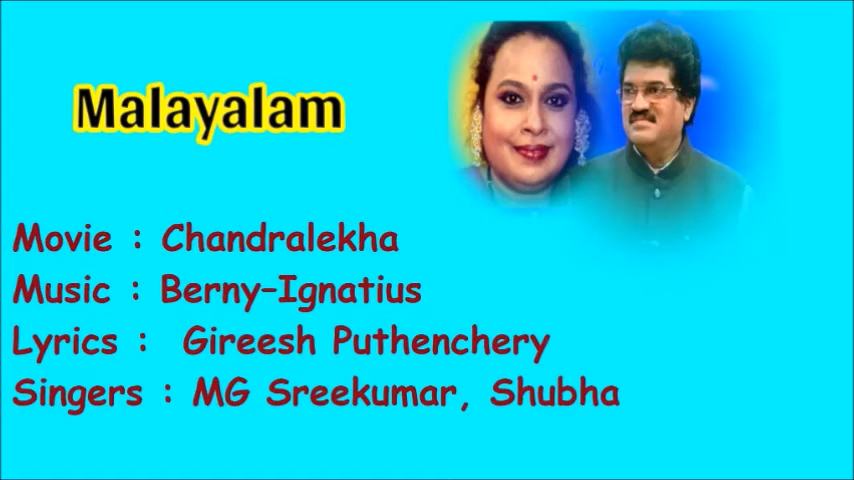 Malayalam
Movie : Chandralekha
Music : Berny-Ignatius
Lyrics : Gireesh Puthenchery
Singers : MG Sreekumar, Shubha